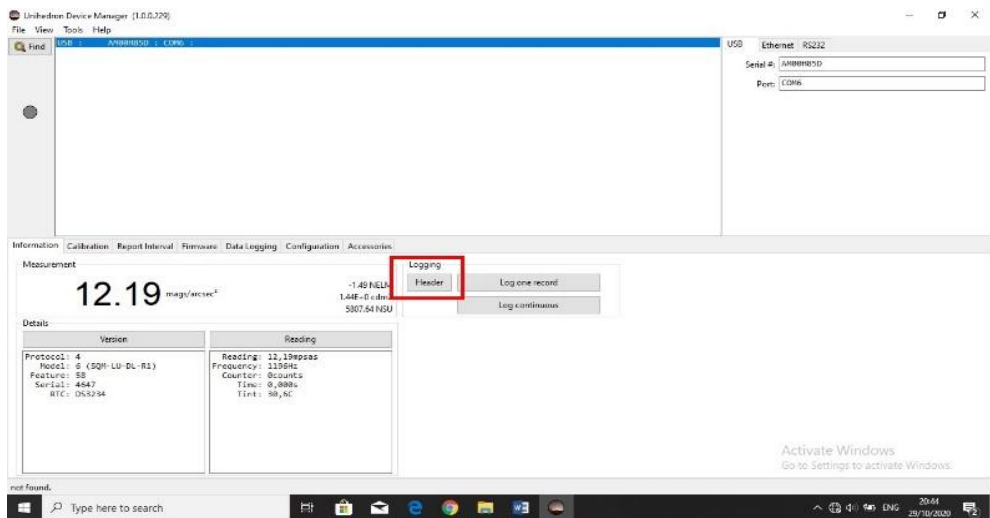 Unihedron Device Manager (1.0.0.229)
File View Tools Help
Find
USB : AM00H85D : COM6 :
USB Ethernet RS232
Serial #: AM00H85D
Port: COM6
Information Calibration Report Interval Firmware Data Logging Configuration Accessories
Measurement
12.19 mags/arcsec²
-1.49 NELM
5807.64 NSU
Logging
Header
Log one record
Log continuous
Details
Version
Reading
Protocol: 4
Model: 6 (SQM-LU-DL-R1)
Feature: 58
Serial: 4647
RTC: DS3234
Reading: 12,19mpsas
Frequency: 1196Hz
Counter: 0counts
Time: 0,000s
Tint: 30,6C
Activate Windows
Go to Settings to activate Windows.
not found.
Type here to search
ENG
20:44
29/10/2020